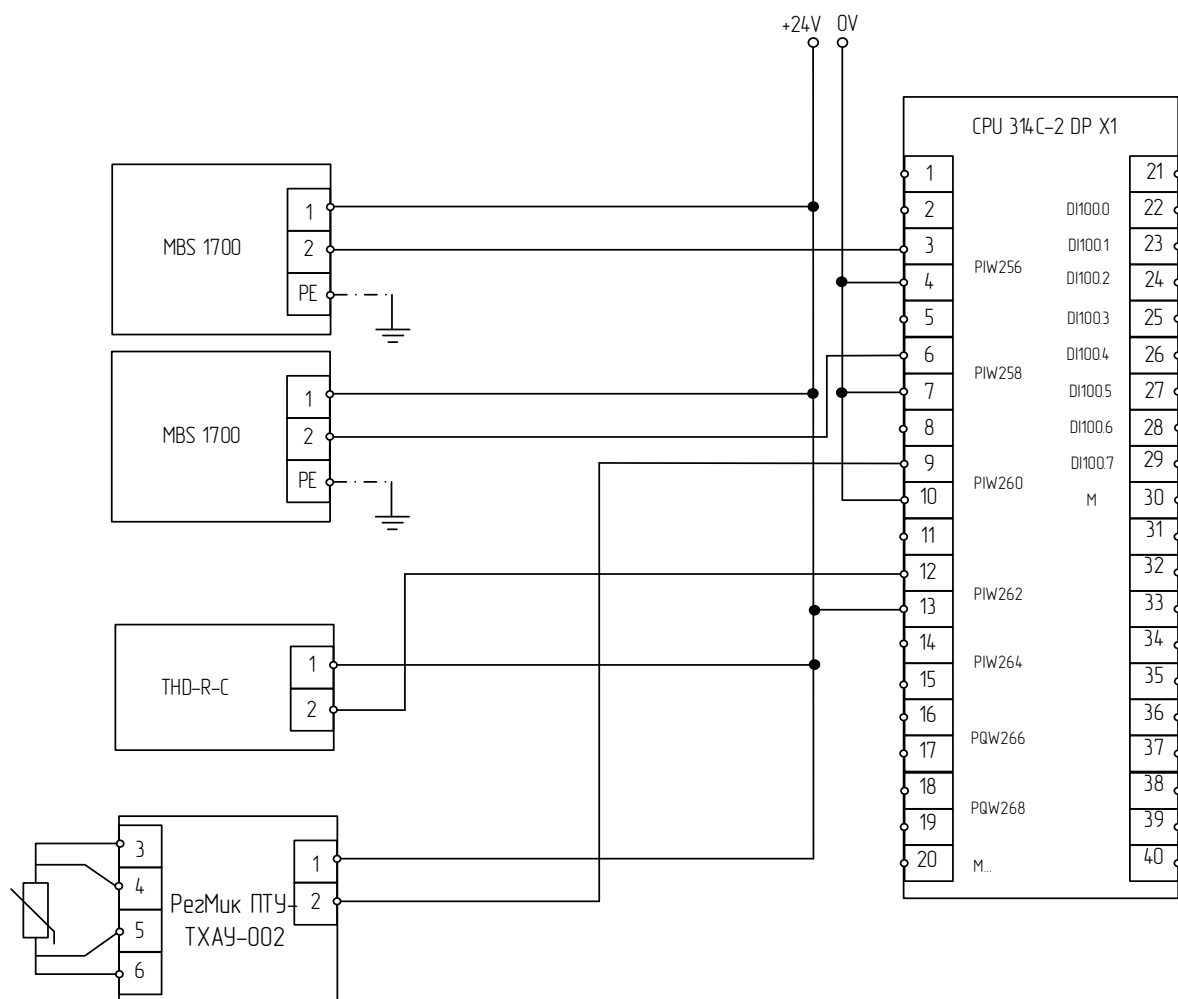 +24V 0V
CPU 314C-2 DP X1
MBS 1700
1
2
PE
MBS 1700
1
2
PE
THD-R-C
1
2
РегМик ПТУ-
ТХАУ-002
3
4
5
6
1
2
1
2
3
4
5
6
7
8
9
10
11
12
13
14
15
16
17
18
19
20
PIW256
PIW258
PIW260
PIW262
PIW264
PQW266
PQW268
M...
DI100.0
DI100.1
DI100.2
DI100.3
DI100.4
DI100.5
DI100.6
DI100.7
M
21
22
23
24
25
26
27
28
29
30
31
32
33
34
35
36
37
38
39
40